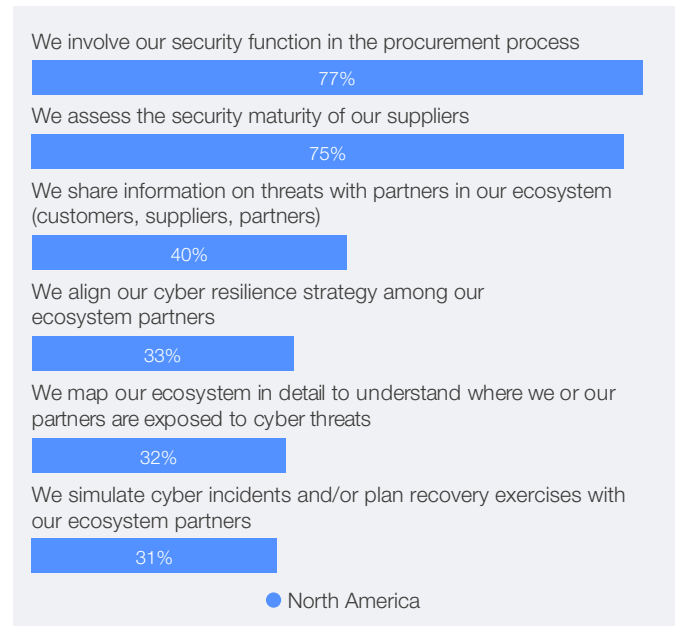 We involve our security function in the procurement process
77%
We assess the security maturity of our suppliers
75%
We share information on threats with partners in our ecosystem
(customers, suppliers, partners)
40%
We align our cyber resilience strategy among our
ecosystem partners
33%
We map our ecosystem in detail to understand where we or our
partners are exposed to cyber threats
32%
We simulate cyber incidents and/or plan recovery exercises with
our ecosystem partners
31%
North America